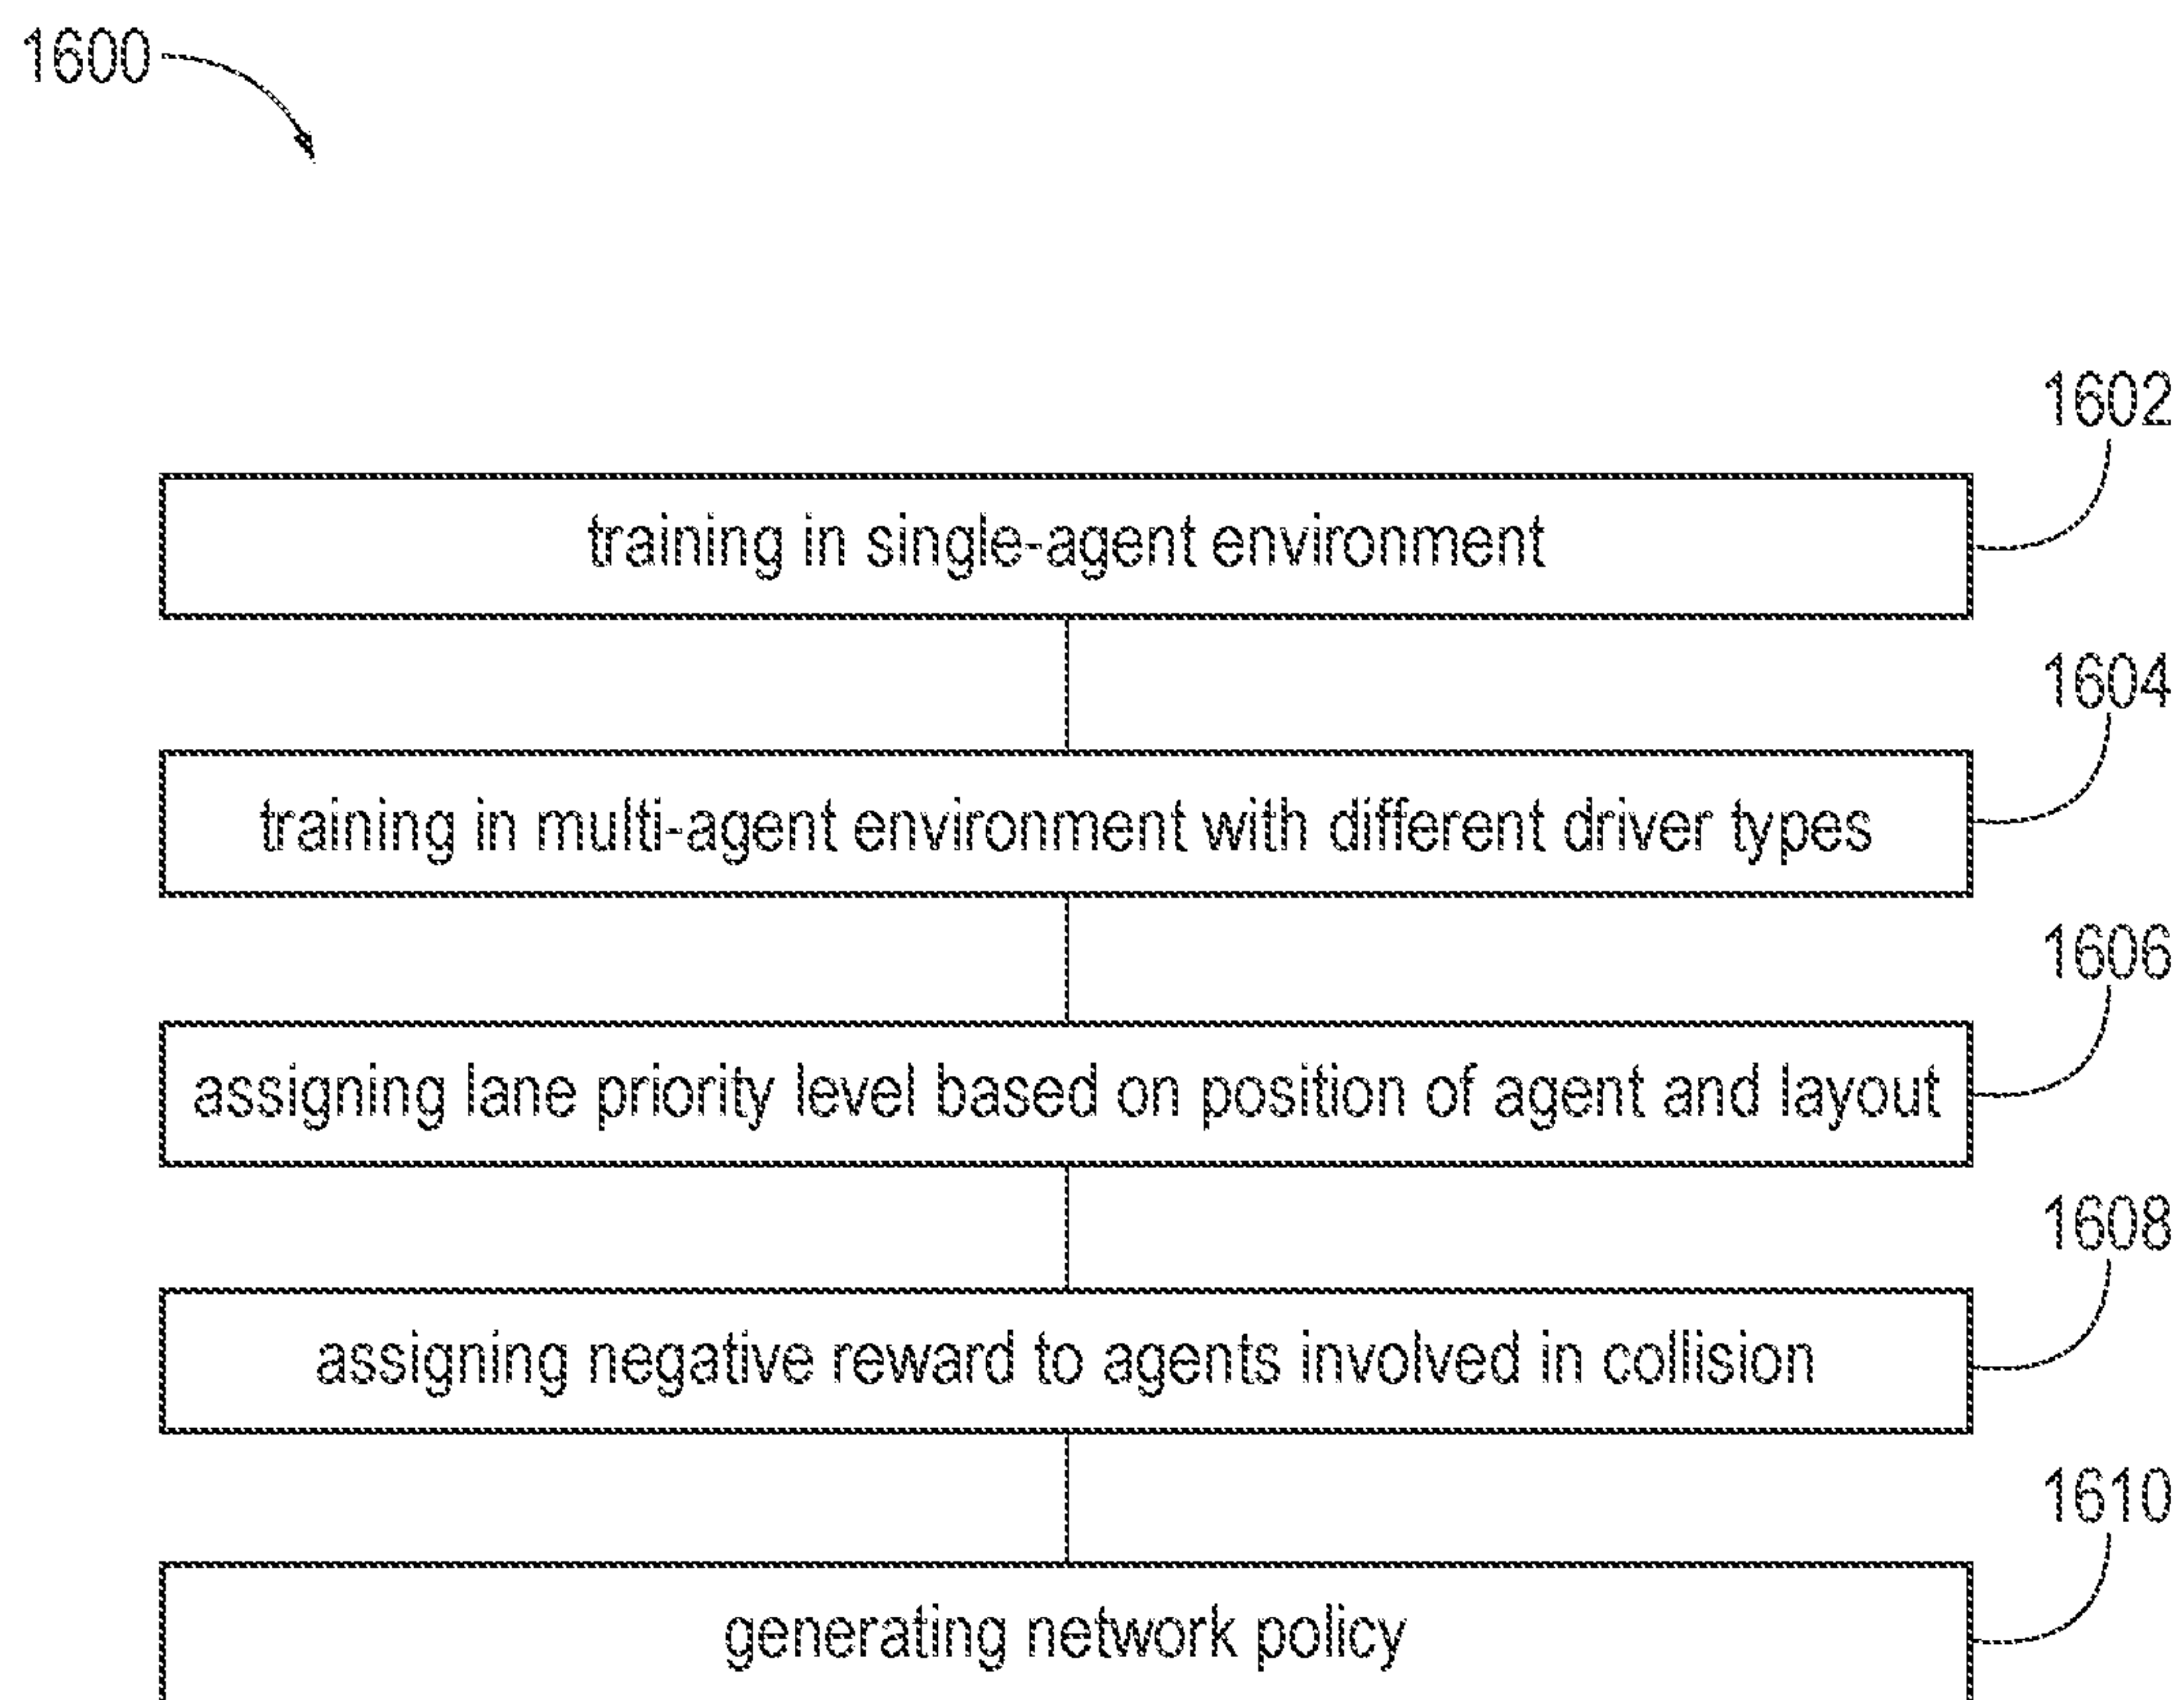 1600
1602
training in single-agent environment
1604
training in multi-agent environment with different driver types
1606
assigning lane priority level based on position of agent and layout
1608
assigning negative reward to agents involved in collision
1610
generating network policy